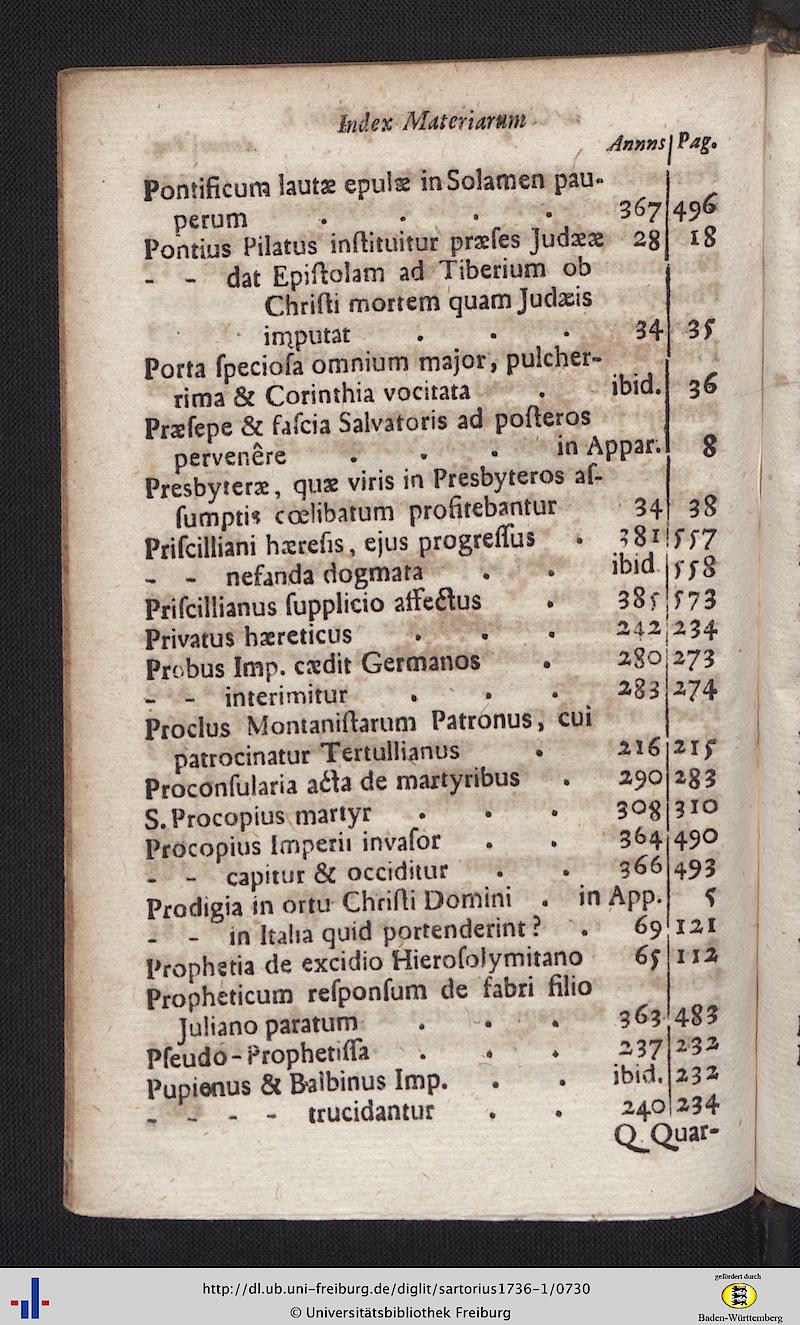 Index Materiarum
Annns Pag.
Pontificum lautæ epulæ in Solamen pau-
perum . . . . 367 496
Pontius Pilatus inſtituitur præſes Judææ 28 18
- - dat Epiſtolam ad Tiberium ob
Chriſti mortem quam Judæis
imputat . . . 34 35
Porta ſpecioſa omnium major, pulcher-
rima & Corinthia vocitata . ibid. 36
Præſepe & faſcia Salvatoris ad poſteros
pervenêre . . . in Appar. 8
Presbyteræ, quæ viris in Presbyteros aſ-
ſumptis cœlibatum profitebantur 34 38
Priſcilliani hæreſis, ejus progreſſus . 381 557
- - nefanda dogmata . . ibid 558
Priſcillianus ſupplicio affectus . 385 573
Privatus hæreticus . . . 242 234
Probus Imp. cædit Germanos . 280 273
- - interimitur . . . 283 274
Proclus Montaniſtarum Patronus, cui
patrocinatur Tertullianus . 216 215
Proconſularia acta de martyribus . 290 283
S. Procopius martyr . . . 308 310
Procopius Imperii invaſor . . 364 490
- - capitur & occiditur . . 366 493
Prodigia in ortu Chriſti Domini . in App. 5
- - in Italia quid portenderint? . 69 121
Prophetia de excidio Hieroſolymitano 65 112
Propheticum reſponſum de fabri filio
Juliano paratum . . . 363 483
Pſeudo-Prophetiſſa . . . 237 232
Pupienus & Balbinus Imp. . . ibid. 232
- - - - trucidantur . . 240 234
Q. Quar-
http://dl.ub.uni-freiburg.de/diglit/sartorius1736-1/0730
© Universitätsbibliothek Freiburg
gefördert durch
Baden-Württemberg